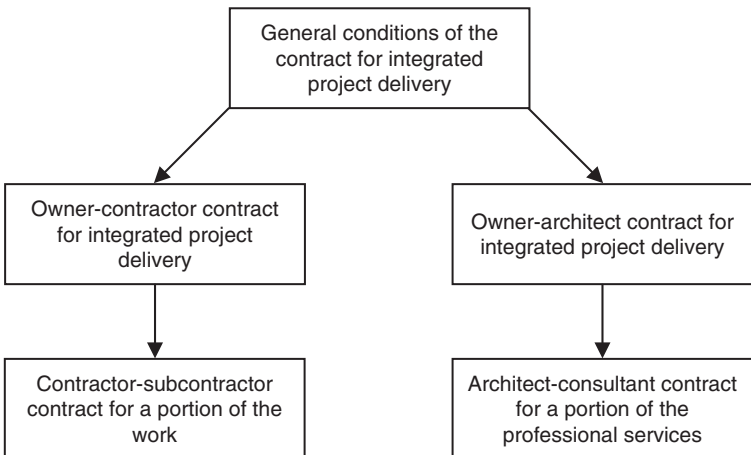 General conditions of the
contract for integrated
project delivery
Owner-contractor contract
for integrated project
delivery
Owner-architect contract for
integrated project delivery
Contractor-subcontractor
contract for a portion of the
work
Architect-consultant contract
for a portion of the
professional services